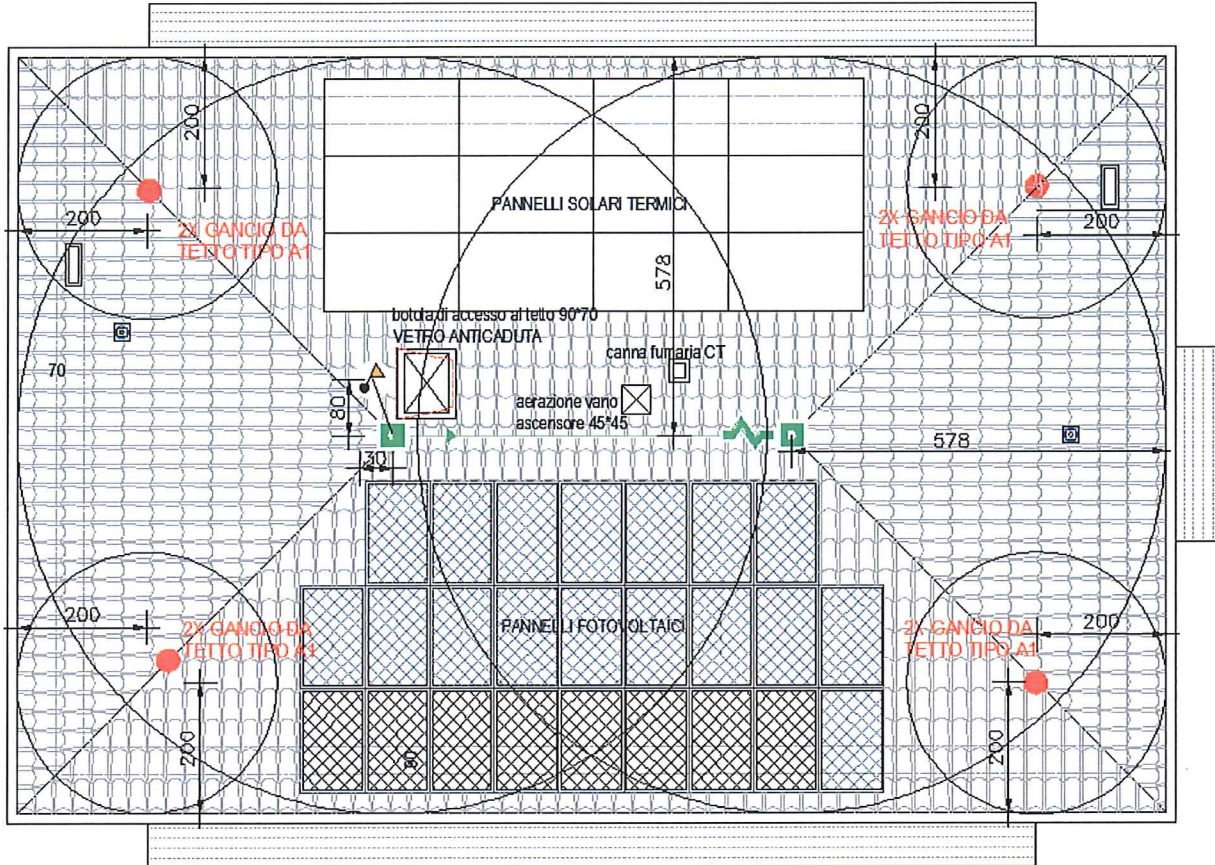 200
200
200
2X GANCIO DA
TETTO TIPO A1
PANNELLI SOLARI TERMICI
2X GANCIO DA
TETTO TIPO A1
200
578
botola di accesso al tetto 90*70
VETRO ANTICADUTA
canna fumaria CT
70
80
aerazione vano
ascensore 45*45
30
578
200
2X GANCIO DA
TETTO TIPO A1
PANNELLI FOTOVOLTAICI
2X GANCIO DA
TETTO TIPO A1
200
200
90
200